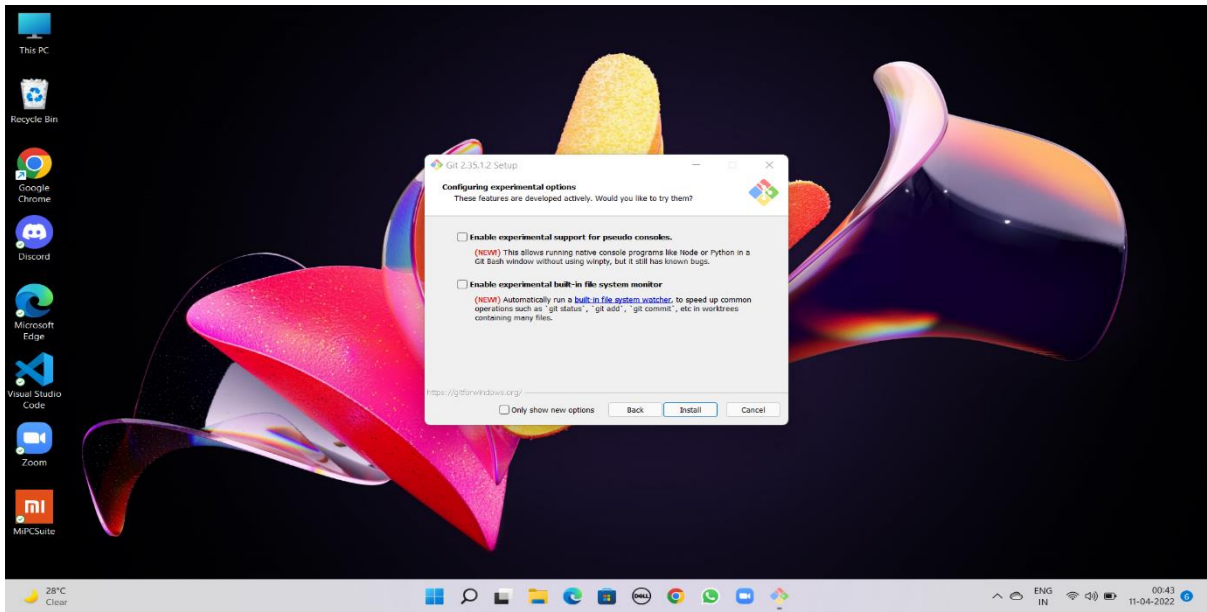 This PC
Recycle Bin
Google
Chrome
Discord
Microsoft
Edge
Visual Studio
Code
Zoom
mi
MiPCSuite
Git 2.35.1.2 Setup
Configuring experimental options
These features are developed actively. Would you like to try them?
Enable experimental support for pseudo consoles.
(NEW!) This allows running native console programs like Node or Python in a
Git Bash window without using winpty, but it still has known bugs.
Enable experimental built-in file system monitor
(NEW!) Automatically run a built-in file system watcher, to speed up common
operations such as `git status`, `git add`, `git commit`, etc in worktrees
containing many files.
https://gitforwindows.org/
Only show new options
Back
Install
Cancel
28°C
Clear
DELL
ENG
IN
00:43
11-04-2022
6